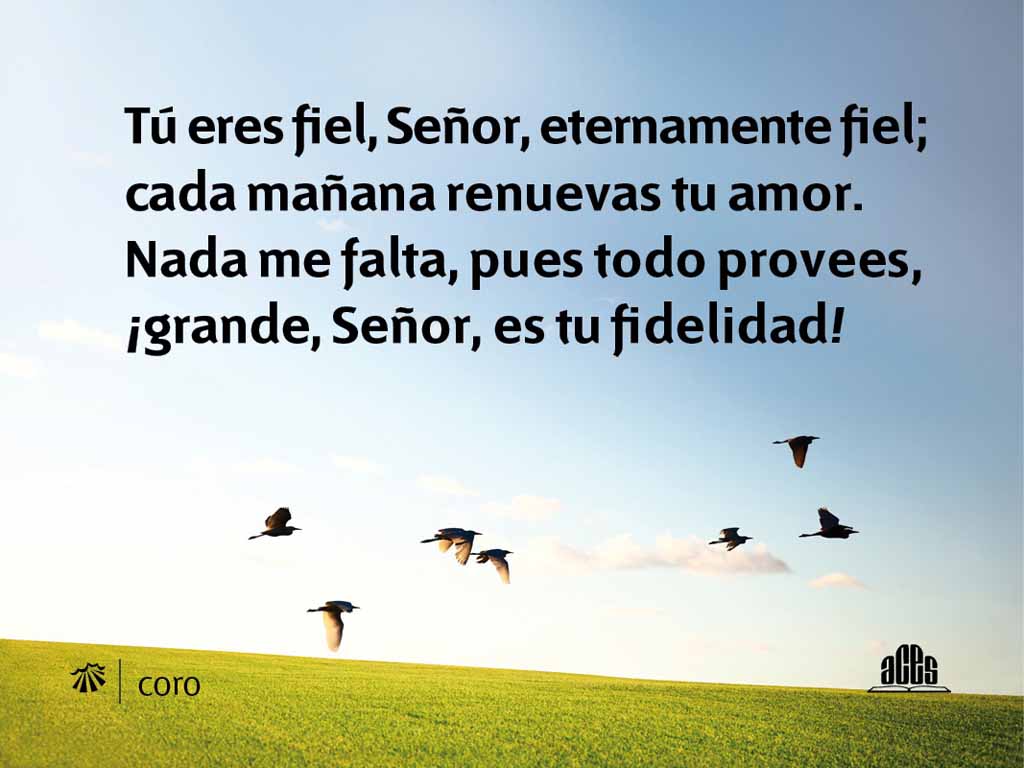 Tú eres fiel, Señor, eternamente fiel;
cada mañana renuevas tu amor.
Nada me falta, pues todo provees,
¡grande, Señor, es tu fidelidad!
coro
aces